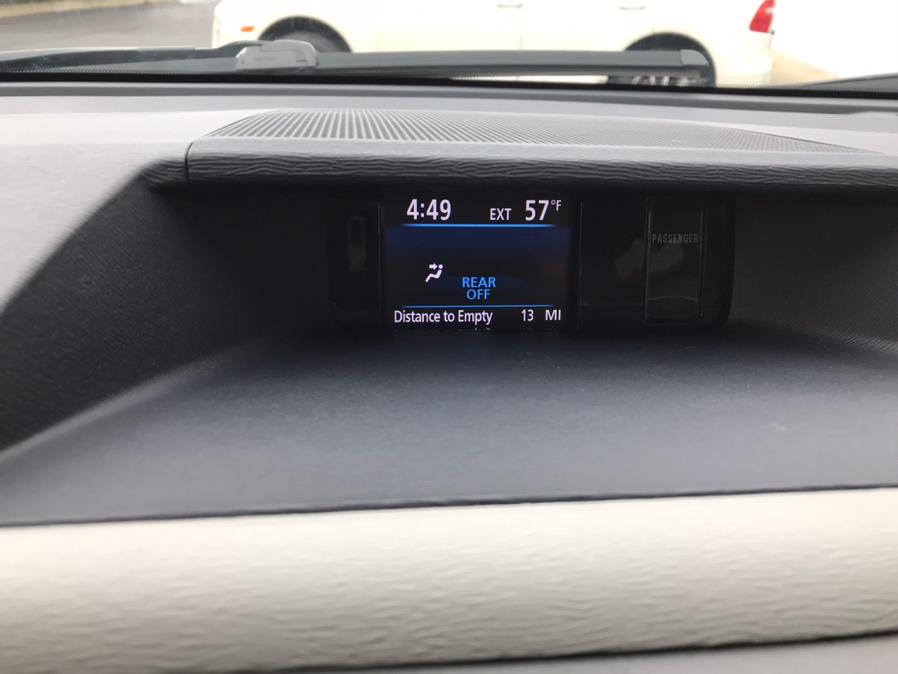 4:49 EXT 57°F
PASSENGER
REAR
OFF
Distance to Empty 13 MI